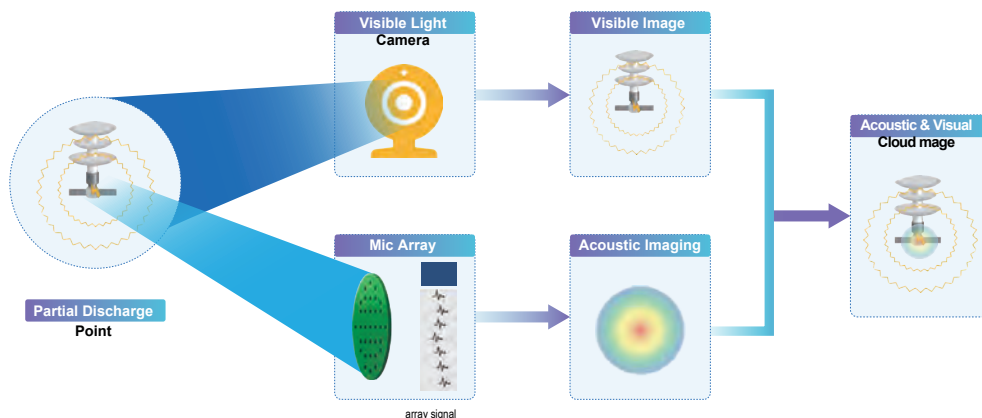 Visible Light
Camera
Visible Image
Acoustic & Visual
Cloud mage
Mic Array
Acoustic Imaging
Partial Discharge
Point
array signal